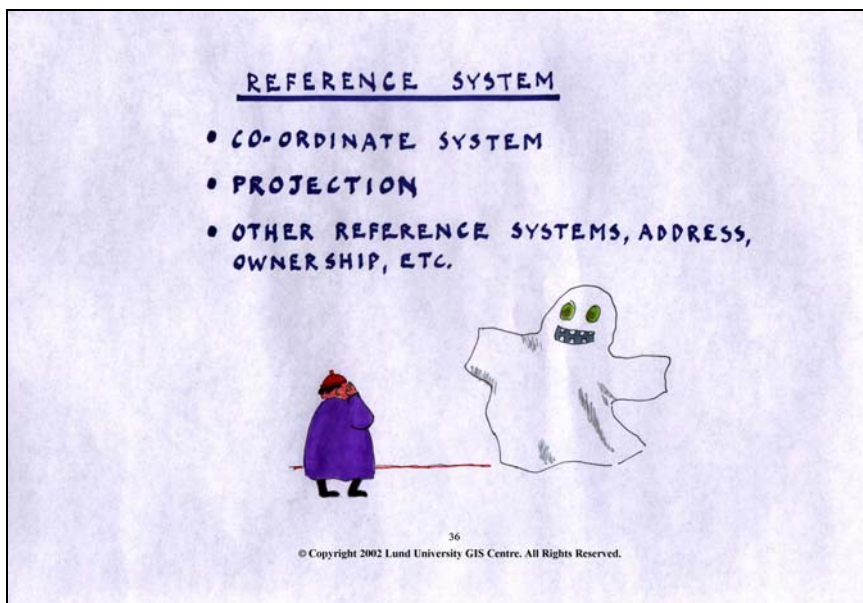 REFERENCE SYSTEM
• CO-ORDINATE SYSTEM
• PROJECTION
• OTHER REFERENCE SYSTEMS, ADDRESS,
OWNERSHIP, ETC.
36
© Copyright 2002 Lund University GIS Centre. All Rights Reserved.